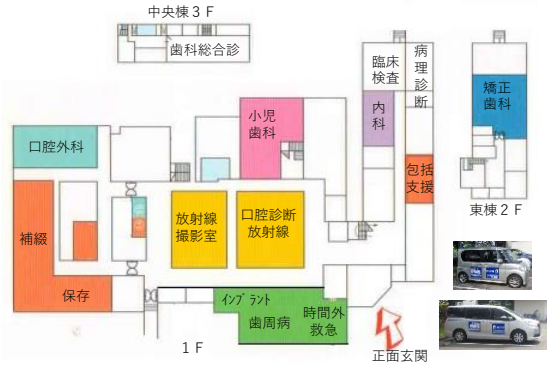 中央棟３Ｆ
歯科総合診
臨床
検査
病
理
診
断
矯正
歯科
小児
歯科
内
科
口腔外科
包括
支援
東棟２Ｆ
放射線
撮影室
口腔診断
放射線
補綴
保存
インプラント
歯周病
時間外
救急
１Ｆ
正面玄関